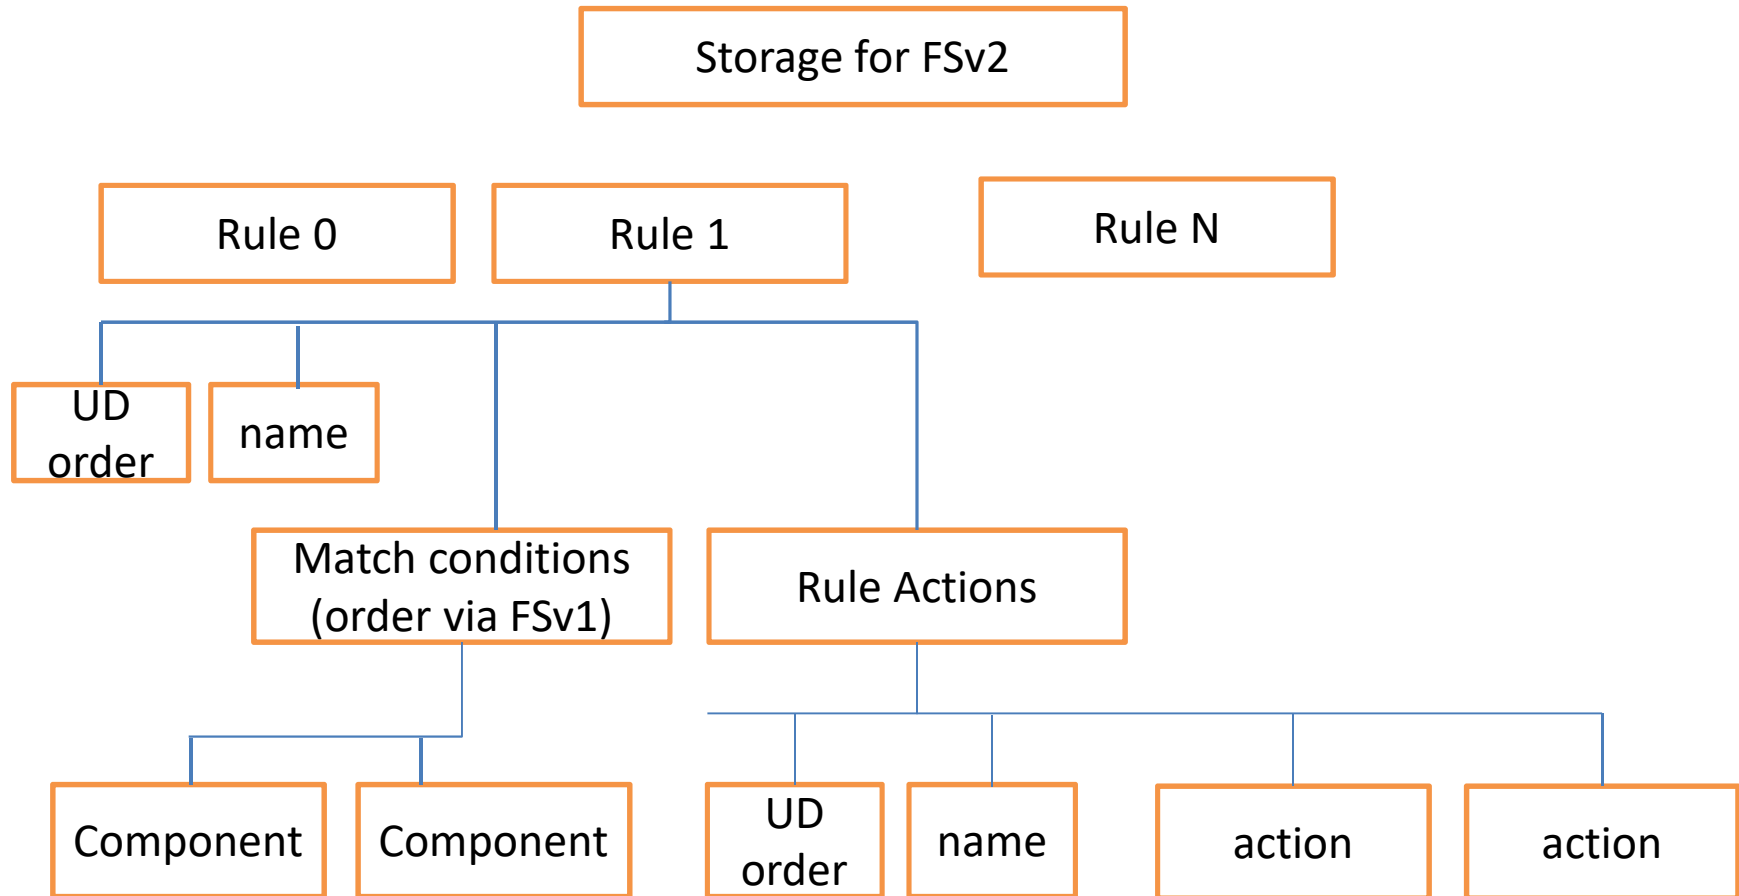 Storage for FSv2
Rule 0
Rule 1
Rule N
UD
order
name
Match conditions
(order via FSv1)
Rule Actions
Component
Component
UD
order
name
action
action